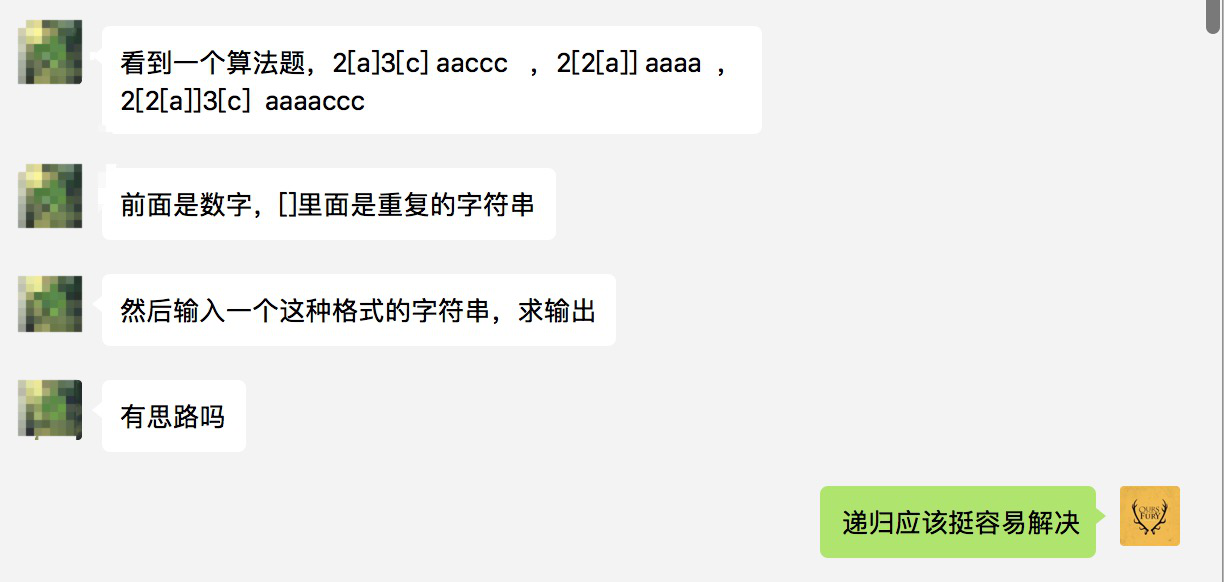 看到一个算法题，2[a]3[c] aaccc ，2[2[a]] aaaa ，
2[2[a]]3[c] aaaaccc
前面是数字，[]里面是重复的字符串
然后输入一个这种格式的字符串，求输出
有思路吗
递归应该挺容易解决
OURS
FURY